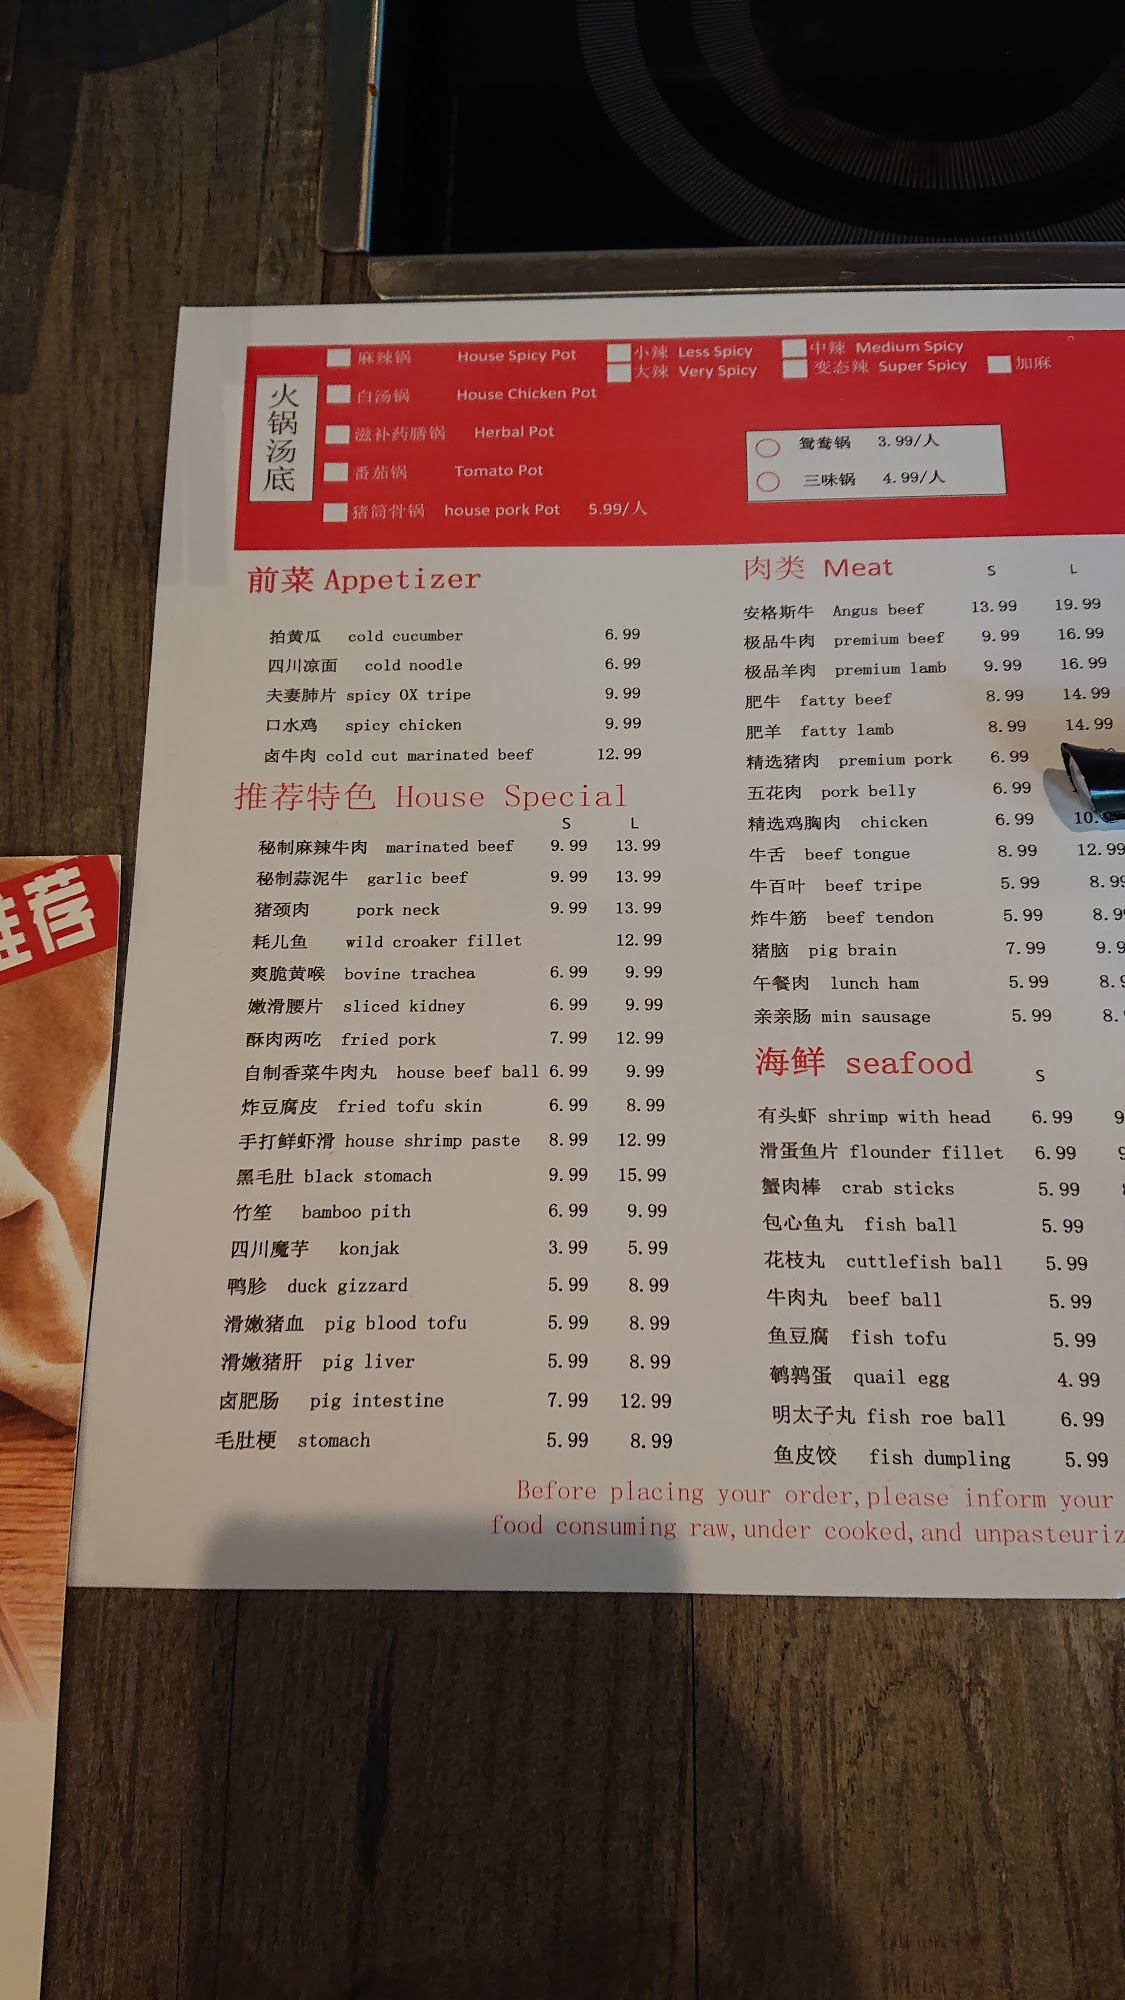 麻辣锅 House Spicy Pot 小辣 Less Spicy 中辣 Medium Spicy
大辣 Very Spicy 变态辣 Super Spicy 加麻
火锅汤底
白汤锅 House Chicken Pot
滋补药膳锅 Herbal Pot
鸳鸯锅 3.99/人
番茄锅 Tomato Pot
三味锅 4.99/人
猪筒骨锅 house pork Pot 5.99/人
前菜 Appetizer
拍黄瓜 cold cucumber 6.99
四川凉面 cold noodle 6.99
夫妻肺片 spicy OX tripe 9.99
口水鸡 spicy chicken 9.99
卤牛肉 cold cut marinated beef 12.99
推荐特色 House Special
S L
秘制麻辣牛肉 marinated beef 9.99 13.99
秘制蒜泥牛 garlic beef 9.99 13.99
猪颈肉 pork neck 9.99 13.99
耗儿鱼 wild croaker fillet 12.99
爽脆黄喉 bovine trachea 6.99 9.99
嫩滑腰片 sliced kidney 6.99 9.99
酥肉两吃 fried pork 7.99 12.99
自制香菜牛肉丸 house beef ball 6.99 9.99
炸豆腐皮 fried tofu skin 6.99 8.99
手打鲜虾滑 house shrimp paste 8.99 12.99
黑毛肚 black stomach 9.99 15.99
竹笙 bamboo pith 6.99 9.99
四川魔芋 konjak 3.99 5.99
鸭胗 duck gizzard 5.99 8.99
滑嫩猪血 pig blood tofu 5.99 8.99
滑嫩猪肝 pig liver 5.99 8.99
卤肥肠 pig intestine 7.99 12.99
毛肚梗 stomach 5.99 8.99
肉类 Meat S L
安格斯牛 Angus beef 13.99 19.99
极品牛肉 premium beef 9.99 16.99
极品羊肉 premium lamb 9.99 16.99
肥牛 fatty beef 8.99 14.99
肥羊 fatty lamb 8.99 14.99
精选猪肉 premium pork 6.99
五花肉 pork belly 6.99
精选鸡胸肉 chicken 6.99 10.
牛舌 beef tongue 8.99 12.99
牛百叶 beef tripe 5.99 8.99
炸牛筋 beef tendon 5.99 8.9
猪脑 pig brain 7.99 9.9
午餐肉 lunch ham 5.99 8.
亲亲肠 min sausage 5.99 8.
海鲜 seafood S
有头虾 shrimp with head 6.99 9
滑蛋鱼片 flounder fillet 6.99
蟹肉棒 crab sticks 5.99
包心鱼丸 fish ball 5.99
花枝丸 cuttlefish ball 5.99
牛肉丸 beef ball 5.99
鱼豆腐 fish tofu 5.99
鹌鹑蛋 quail egg 4.99
明太子丸 fish roe ball 6.99
鱼皮饺 fish dumpling 5.99
Before placing your order,please inform your
food consuming raw,under cooked,and unpasteuriz
荐